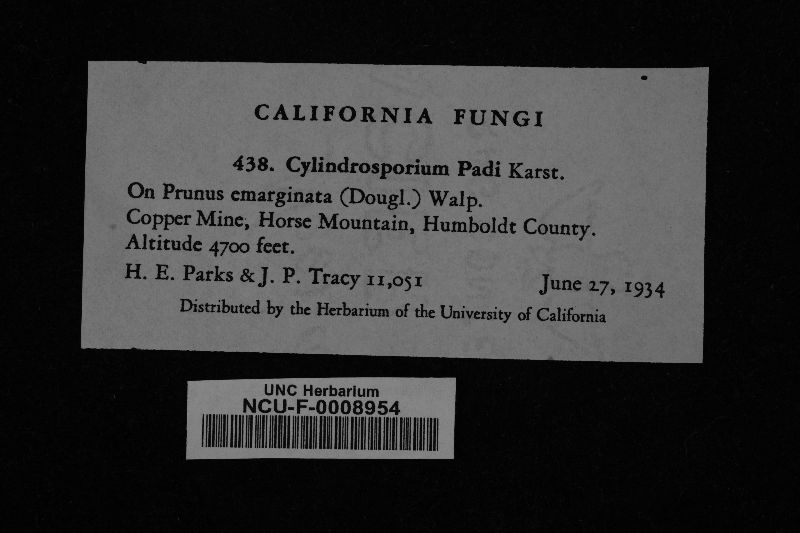 CALIFORNIA FUNGI
438. Cylindrosporium Padi Karst.
On Prunus emarginata (Dougl.) Walp.
Copper Mine, Horse Mountain, Humboldt County.
Altitude 4700 feet.
H. E. Parks & J. P. Tracy 11,051 June 27, 1934
Distributed by the Herbarium of the University of California
UNC Herbarium
NCU-F-0008954